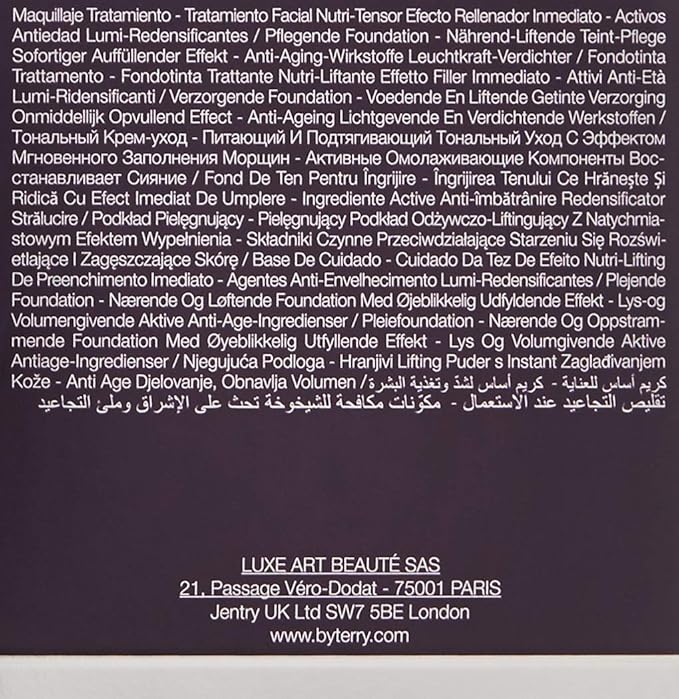 Maquillaje Tratamiento - Tratamiento Facial Nutri-Tensor Efecto Rellenador Inmediato - Activos
Antiedad Lumi-Redensificantes / Pflegende Foundation - Nährend-Liftende Teint-Pflege
Sofortiger Auffüllender Effekt - Anti-Aging-Wirkstoffe Leuchtkraft-Verdichter / Fondotinta
Trattamento - Fondotinta Trattante Nutri-Liftante Effetto Filler Immediato - Attivi Anti-Età
Lumi-Ridensificanti / Verzorgende Foundation - Voedende En Liftende Getinte Verzorging
Onmiddellijk Opvullend Effect - Anti-Ageing Lichtgevende En Verdichtende Werkstoffen /
Тональный Крем-уход - Питающий И Подтягивающий Тональный Уход С Эффектом
Мгновенного Заполнения Морщин - Активные Омолаживающие Компоненты Вос-
станавливает Сияние / Fond De Ten Pentru Îngrijire - Îngrijirea Tenului Ce Hrăneşte Şi
Ridică Cu Efect Imediat De Umplere - Ingrediente Active Anti-îmbătrânire Redensificator
Strălucire / Podkład Pielęgnujący - Pielęgnujący Podkład Odżywczo-Liftingujący Z Natychmia-
stowym Efektem Wypełnienia - Składniki Czynne Przeciwdziałające Starzeniu Się Rozświ-
etlające I Zagęszczające Skórę / Base De Cuidado - Cuidado Da Tez De Efeito Nutri-Lifting
De Preenchimento Imediato - Agentes Anti-Envelhecimento Lumi-Redensificantes / Plejende
Foundation - Nærende Og Løftende Foundation Med Øjeblikkelig Udfyldende Effekt - Lys-og
Volumengivende Aktive Anti-Age-Ingredienser / Pleiefoundation - Nærende Og Oppstram-
mende Foundation Med Øyeblikkelig Utfyllende Effekt - Lys Og Volumgivende Aktive
Antiage-Ingredienser / Njegujuća Podloga - Hranjivi Lifting Puder s Instant Zaglađivanjem
Kože - Anti Age Djelovanje, Obnavlja Volumen / كريم أساس للعناية - كريم أساس لشدّ وتغذية البشرة
تقليص التجاعيد عند الاستعمال - مكوّنات مكافحة للشيخوخة تحث على الإشراق وملئ التجاعيد
LUXE ART BEAUTÉ SAS
21, Passage Véro-Dodat - 75001 PARIS
Jentry UK Ltd SW7 5BE London
www.byterry.com